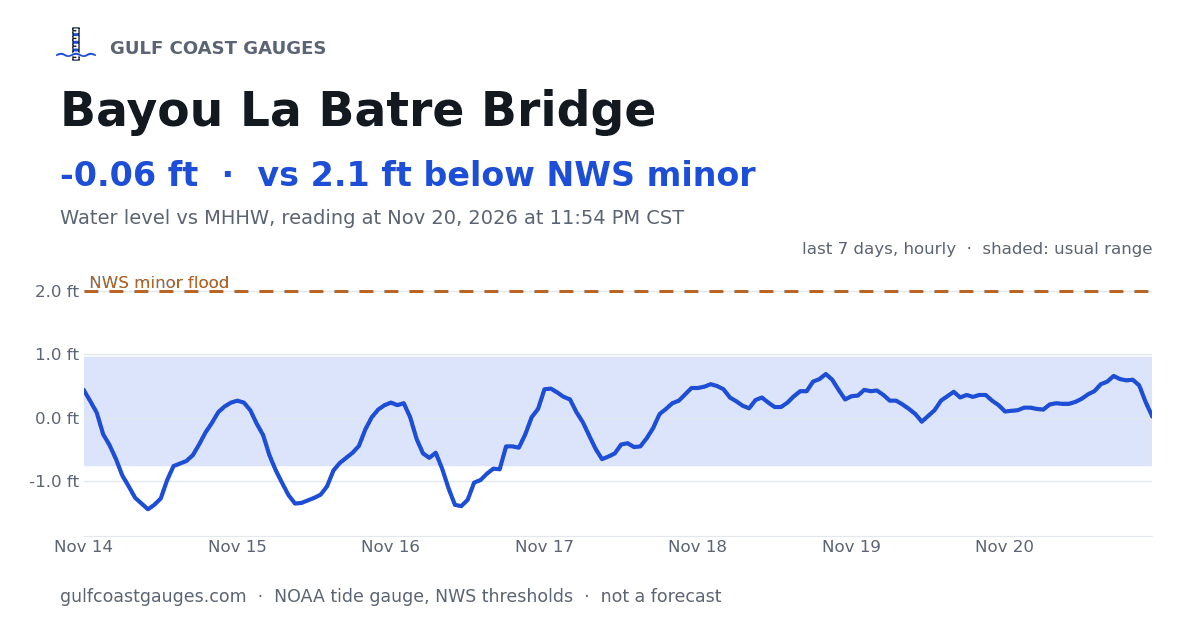 GULF COAST GAUGES
Bayou La Batre Bridge
-0.06 ft · vs 2.1 ft below NWS minor
Water level vs MHHW, reading at Nov 20, 2026 at 11:54 PM CST
last 7 days, hourly · shaded: usual range
NWS minor flood
2.0 ft
1.0 ft
0.0 ft
-1.0 ft
Nov 14 Nov 15 Nov 16 Nov 17 Nov 18 Nov 19 Nov 20
gulfcoastgauges.com · NOAA tide gauge, NWS thresholds · not a forecast